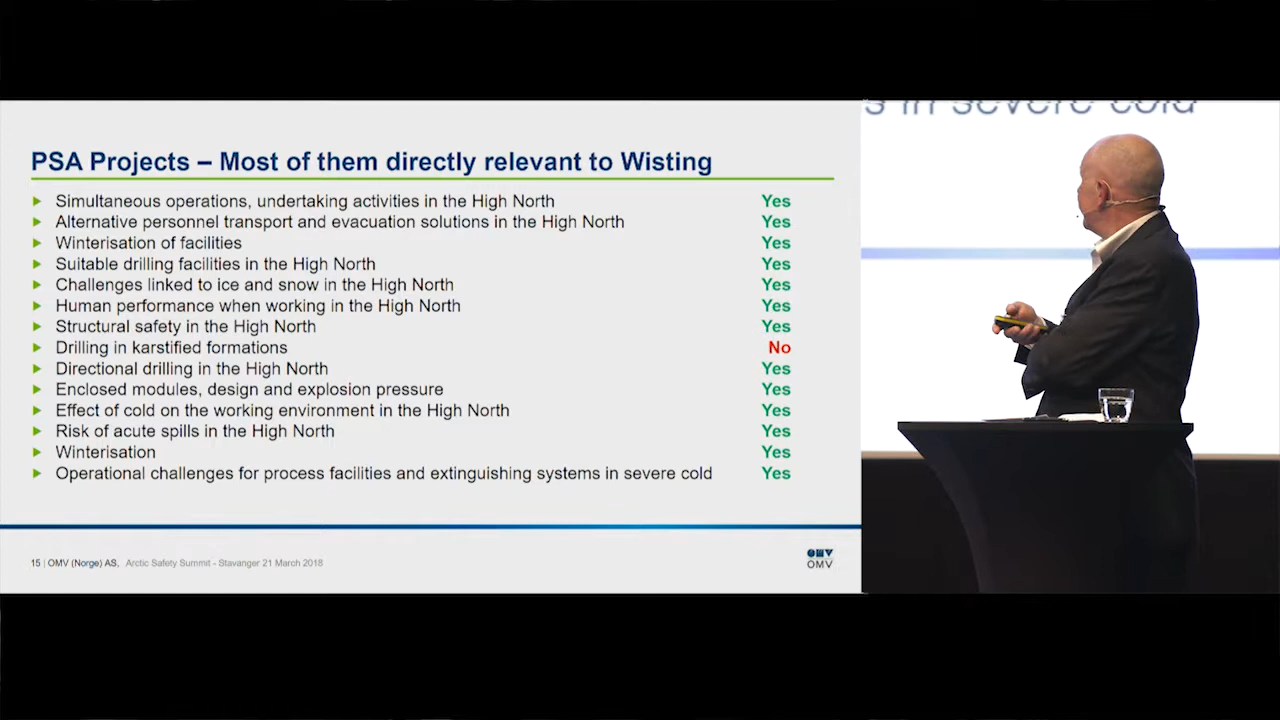 PSA Projects – Most of them directly relevant to Wisting
Simultaneous operations, undertaking activities in the High North Yes
Alternative personnel transport and evacuation solutions in the High North Yes
Winterisation of facilities Yes
Suitable drilling facilities in the High North Yes
Challenges linked to ice and snow in the High North Yes
Human performance when working in the High North Yes
Structural safety in the High North Yes
Drilling in karstified formations No
Directional drilling in the High North Yes
Enclosed modules, design and explosion pressure Yes
Effect of cold on the working environment in the High North Yes
Risk of acute spills in the High North Yes
Winterisation Yes
Operational challenges for process facilities and extinguishing systems in severe cold Yes
15 | OMV (Norge) AS, Arctic Safety Summit - Stavanger 21 March 2018
OMV
OMV
s in severe cold